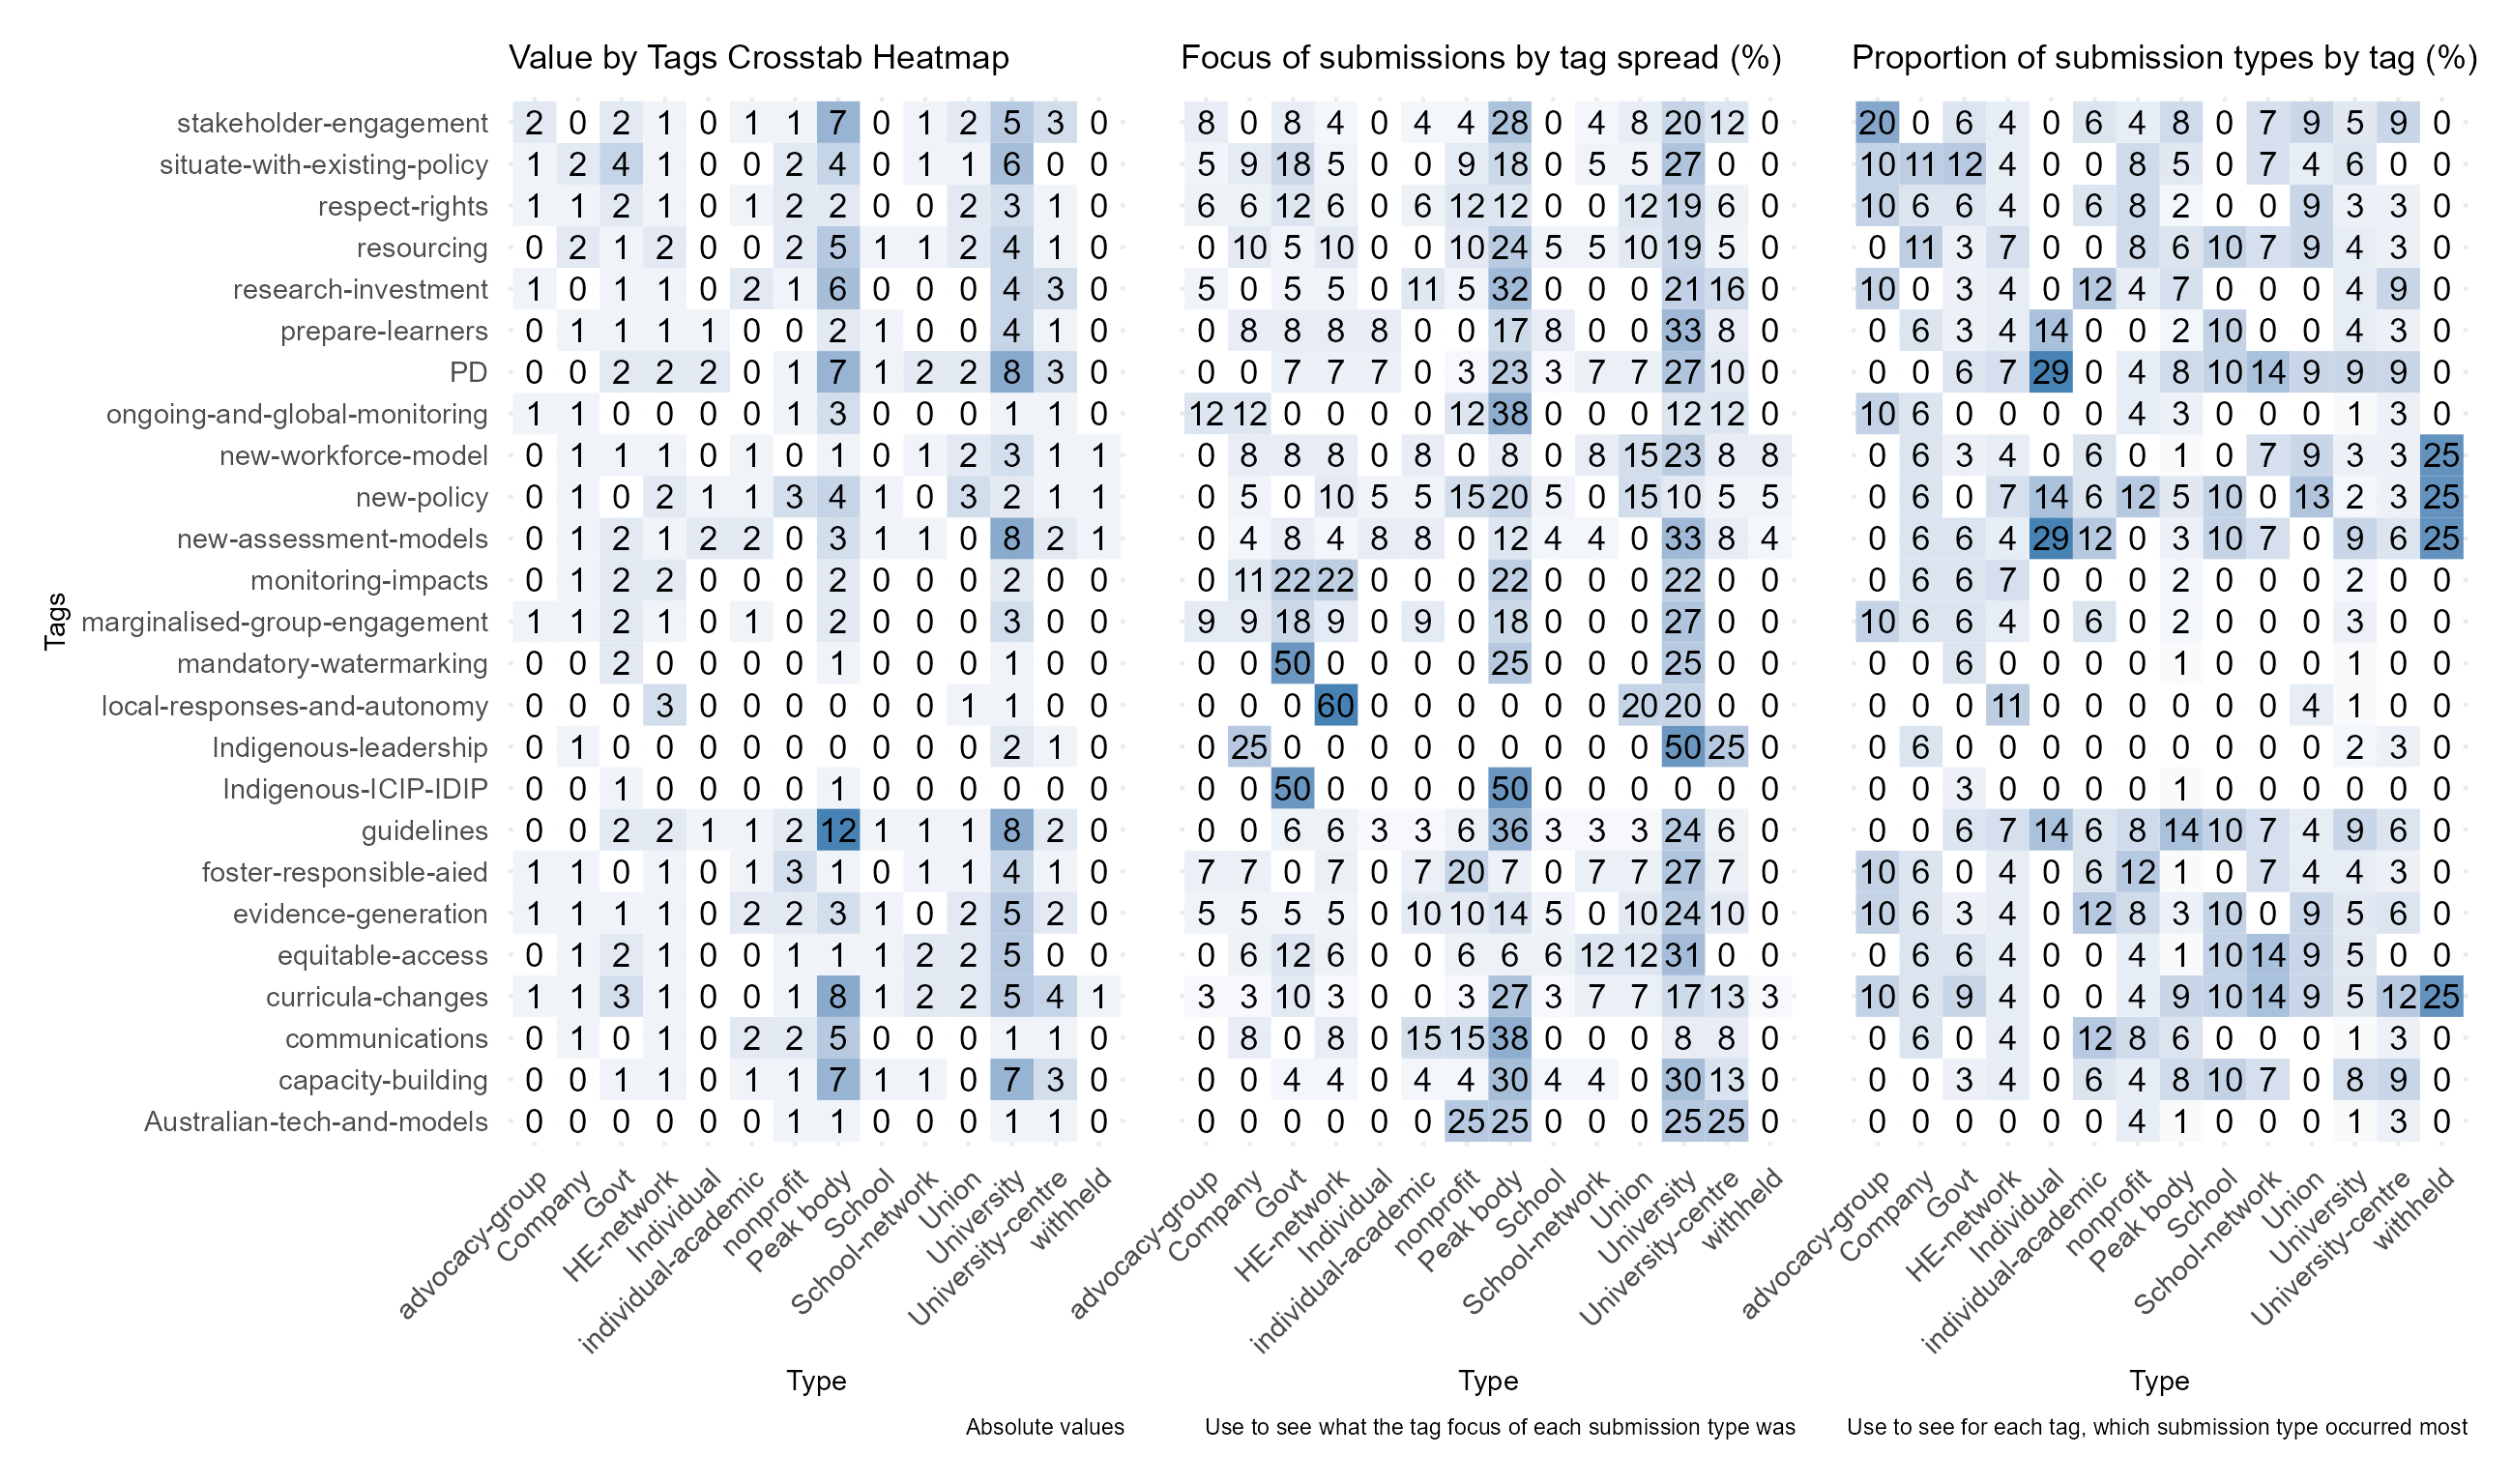 Value by Tags Crosstab Heatmap Focus of submissions by tag spread (%) Proportion of submission types by tag (%)
stakeholder-engagement 2 0 2 1 0 1 1 7 0 1 2 5 3 0 8 0 8 4 0 4 4 28 0 4 8 20 12 0 20 0 6 4 0 6 4 8 0 7 9 5 9 0
situate-with-existing-policy 1 2 4 1 0 0 2 4 0 1 1 6 0 0 5 9 18 5 0 0 9 18 0 5 5 27 0 0 10 11 12 4 0 0 8 5 0 7 4 6 0 0
respect-rights 1 1 2 1 0 1 2 2 0 0 2 3 1 0 6 6 12 6 0 6 12 12 0 0 12 19 6 0 10 6 6 4 0 6 8 2 0 0 9 3 3 0
resourcing 0 2 1 2 0 0 2 5 1 1 2 4 1 0 0 10 5 10 0 0 10 24 5 5 10 19 5 0 0 11 3 7 0 0 8 6 10 7 9 4 3 0
research-investment 1 0 1 1 0 2 1 6 0 0 0 4 3 0 5 0 5 5 0 11 5 32 0 0 0 21 16 0 10 0 3 4 0 12 4 7 0 0 0 4 9 0
prepare-learners 0 1 1 1 1 0 0 2 1 0 0 4 1 0 0 8 8 8 8 0 0 17 8 0 0 33 8 0 0 6 3 4 14 0 0 2 10 0 0 4 3 0
PD 0 0 2 2 2 0 1 7 1 2 2 8 3 0 0 0 7 7 7 0 3 23 3 7 7 27 10 0 0 0 6 7 29 0 4 8 10 14 9 9 9 0
ongoing-and-global-monitoring 1 1 0 0 0 0 1 3 0 0 0 1 1 0 12 12 0 0 0 0 12 38 0 0 0 12 12 0 10 6 0 0 0 0 4 3 0 0 0 1 3 0
new-workforce-model 0 1 1 1 0 1 0 1 0 1 2 3 1 1 0 8 8 8 0 8 0 8 0 8 15 23 8 8 0 6 3 4 0 6 0 1 0 7 9 3 3 25
new-policy 0 1 0 2 1 1 3 4 1 0 3 2 1 1 0 5 0 10 5 5 15 20 5 0 15 10 5 5 0 6 0 7 14 6 12 5 10 0 13 2 3 25
new-assessment-models 0 1 2 1 2 2 0 3 1 1 0 8 2 1 0 4 8 4 8 8 0 12 4 4 0 33 8 4 0 6 6 4 29 12 0 3 10 7 0 9 6 25
monitoring-impacts 0 1 2 2 0 0 0 2 0 0 0 2 0 0 0 11 22 22 0 0 0 22 0 0 0 22 0 0 0 6 6 7 0 0 0 2 0 0 0 2 0 0
marginalised-group-engagement 1 1 2 1 0 1 0 2 0 0 0 3 0 0 9 9 18 9 0 9 0 18 0 0 0 27 0 0 10 6 6 4 0 6 0 2 0 0 0 3 0 0
mandatory-watermarking 0 0 2 0 0 0 0 1 0 0 0 1 0 0 0 0 50 0 0 0 0 25 0 0 0 25 0 0 0 0 6 0 0 0 0 1 0 0 0 1 0 0
local-responses-and-autonomy 0 0 0 3 0 0 0 0 0 0 1 1 0 0 0 0 0 60 0 0 0 0 0 0 20 20 0 0 0 0 0 11 0 0 0 0 0 0 4 1 0 0
Indigenous-leadership 0 1 0 0 0 0 0 0 0 0 0 2 1 0 0 25 0 0 0 0 0 0 0 0 0 50 25 0 0 6 0 0 0 0 0 0 0 0 0 2 3 0
Indigenous-ICIP-IDIP 0 0 1 0 0 0 0 1 0 0 0 0 0 0 0 0 50 0 0 0 0 50 0 0 0 0 0 0 0 0 3 0 0 0 0 1 0 0 0 0 0 0
guidelines 0 0 2 2 1 1 2 12 1 1 1 8 2 0 0 0 6 6 3 3 6 36 3 3 3 24 6 0 0 0 6 7 14 6 8 14 10 7 4 9 6 0
foster-responsible-aied 1 1 0 1 0 1 3 1 0 1 1 4 1 0 7 7 0 7 0 7 20 7 0 7 7 27 7 0 10 6 0 4 0 6 12 1 0 7 4 4 3 0
evidence-generation 1 1 1 1 0 2 2 3 1 0 2 5 2 0 5 5 5 5 0 10 10 14 5 0 10 24 10 0 10 6 3 4 0 12 8 3 10 0 9 5 6 0
equitable-access 0 1 2 1 0 0 1 1 1 2 2 5 0 0 0 6 12 6 0 0 6 6 6 12 12 31 0 0 0 6 6 4 0 0 4 1 10 14 9 5 0 0
curricula-changes 1 1 3 1 0 0 1 8 1 2 2 5 4 1 3 3 10 3 0 0 3 27 3 7 7 17 13 3 10 6 9 4 0 0 4 9 10 14 9 5 12 25
communications 0 1 0 1 0 2 2 5 0 0 0 1 1 0 0 8 0 8 0 15 15 38 0 0 0 8 8 0 0 6 0 4 0 12 8 6 0 0 0 1 3 0
capacity-building 0 0 1 1 0 1 1 7 1 1 0 7 3 0 0 0 4 4 0 4 4 30 4 4 0 30 13 0 0 0 3 4 0 6 4 8 10 7 0 8 9 0
Australian-tech-and-models 0 0 0 0 0 0 1 1 0 0 0 1 1 0 0 0 0 0 0 0 25 25 0 0 0 25 25 0 0 0 0 0 0 0 4 1 0 0 0 1 3 0
Tags
advocacy-group Company Govt HE-network Individual individual-academic nonprofit Peak body School School-network Union University University-centre withheld
advocacy-group Company Govt HE-network Individual individual-academic nonprofit Peak body School School-network Union University University-centre withheld
advocacy-group Company Govt HE-network Individual individual-academic nonprofit Peak body School School-network Union University University-centre withheld
Type Type Type
Absolute values Use to see what the tag focus of each submission type was Use to see for each tag, which submission type occurred most